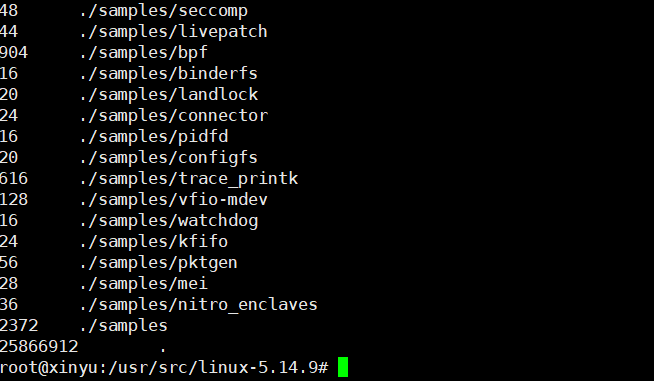 48 ./samples/seccomp
44 ./samples/livepatch
904 ./samples/bpf
16 ./samples/binderfs
20 ./samples/landlock
24 ./samples/connector
16 ./samples/pidfd
20 ./samples/configfs
616 ./samples/trace_printk
128 ./samples/vfio-mdev
16 ./samples/watchdog
24 ./samples/kfifo
56 ./samples/pktgen
28 ./samples/mei
36 ./samples/nitro_enclaves
2372 ./samples
25866912 .
root@xinyu:/usr/src/linux-5.14.9#